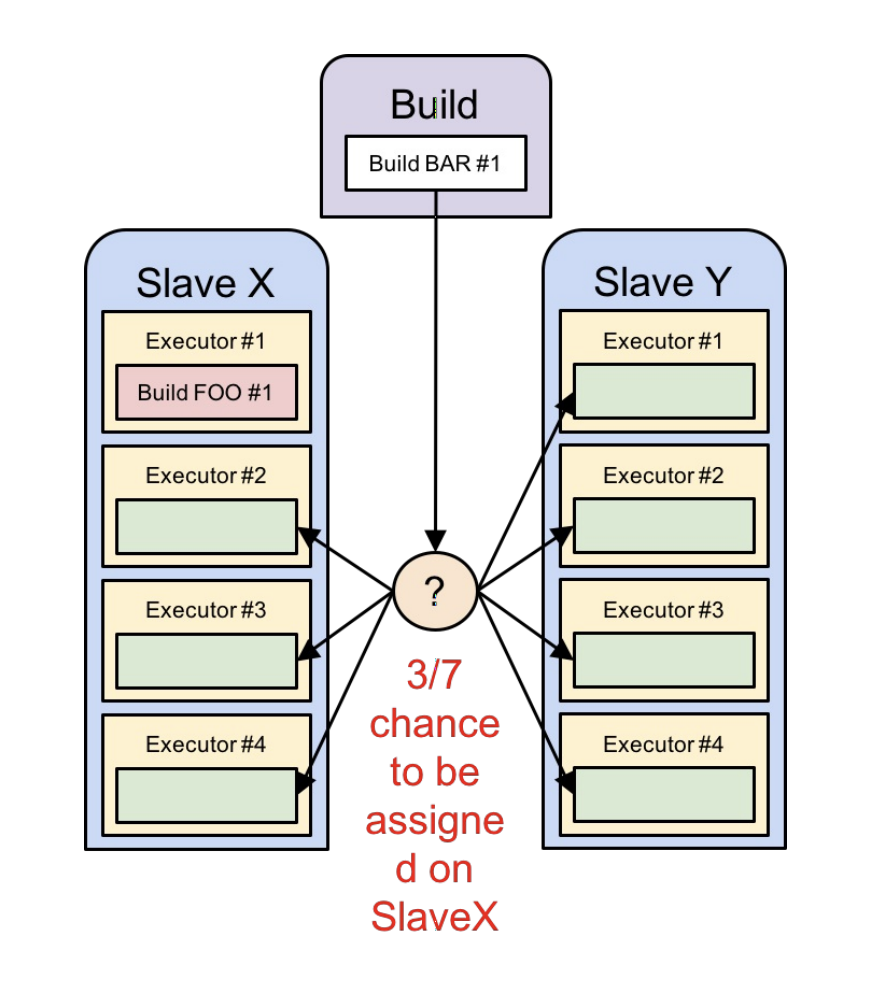 Build
Build BAR #1
Slave X
Executor #1
Build FOO #1
Executor #2
Executor #3
Executor #4
Slave Y
Executor #1
Executor #2
Executor #3
Executor #4
?
3/7
chance
to be
assigne
d on
SlaveX